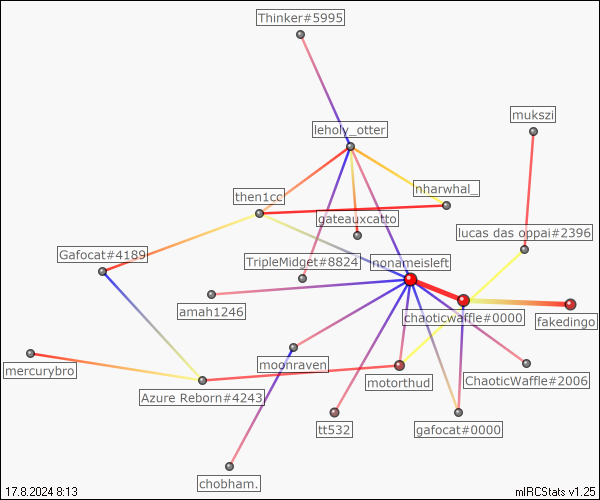 Thinker#5995
mukszi
leholy_otter
then1cc
nharwhal_
gateauxcatto
lucas das oppai#2396
Gafocat#4189
TripleMidget#8824
nonameisleft
amah1246
chaoticwaffle#0000
fakedingo
mercurybro
moonraven
motorthud
ChaoticWaffle#2006
Azure Reborn#4243
tt532
gafocat#0000
chobham.
17.8.2024 8:13
mIRCStats v1.25